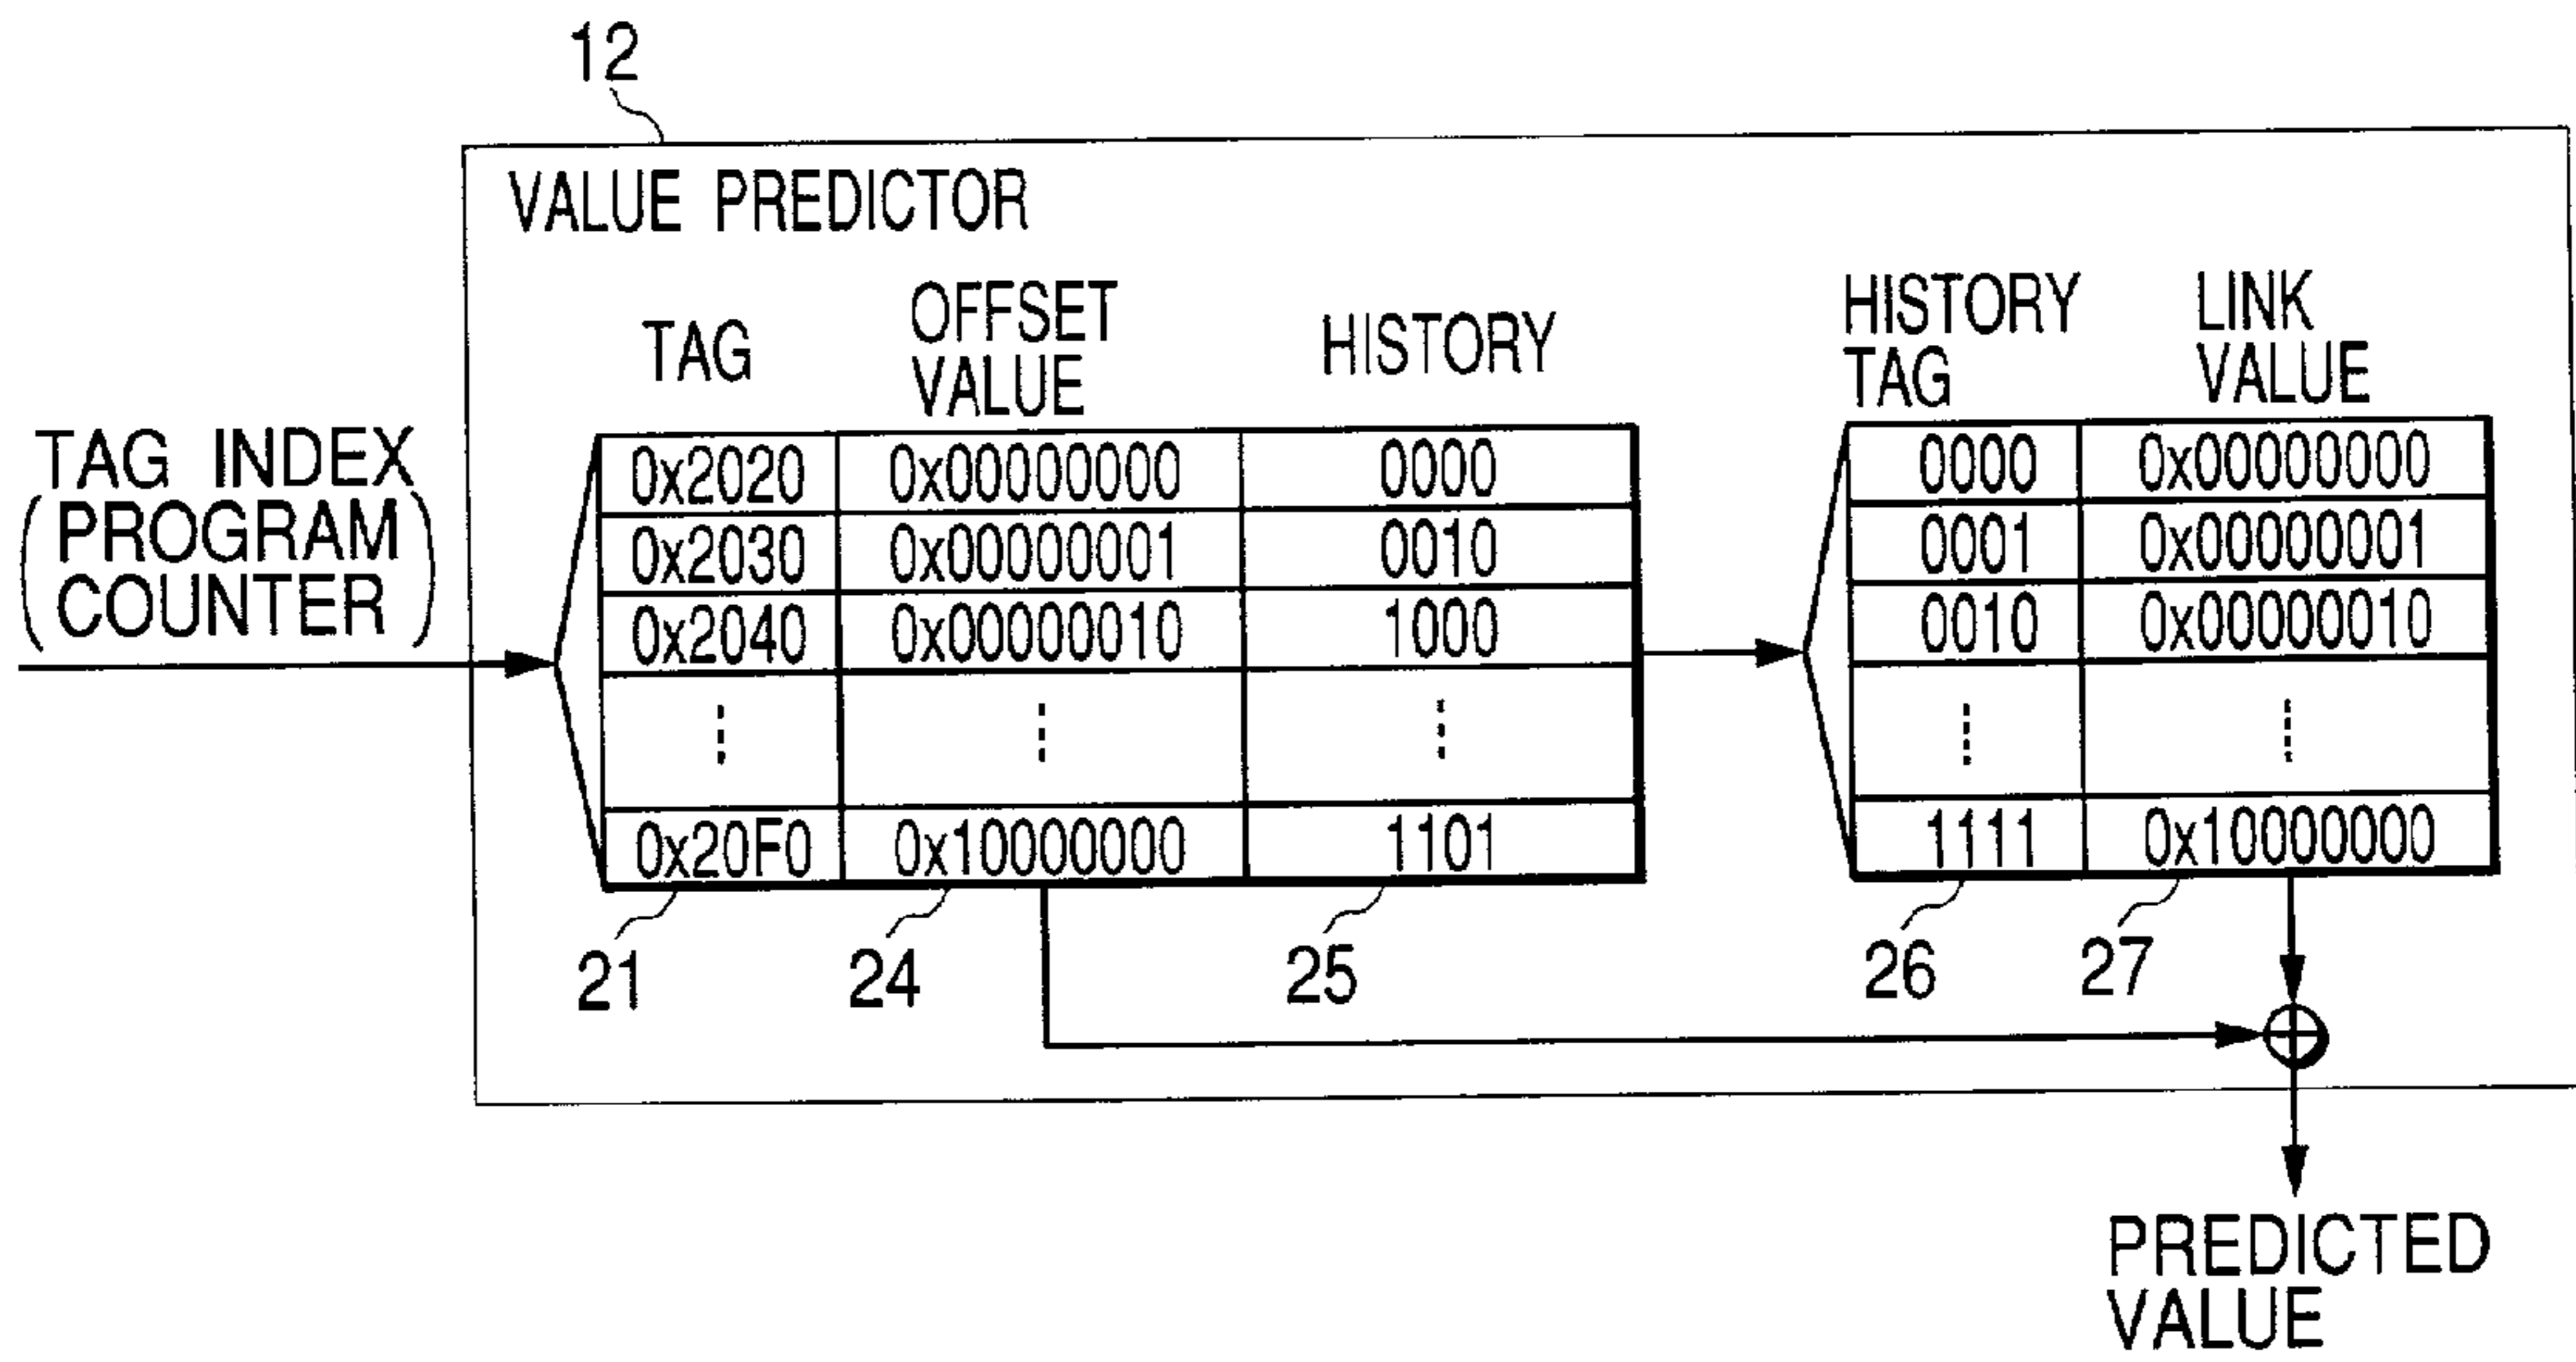 12
VALUE PREDICTOR
TAG INDEX
(PROGRAM
COUNTER)
TAG
OFFSET
VALUE
HISTORY
0x2020 0x00000000 0000
0x2030 0x00000001 0010
0x2040 0x00000010 1000
0x20F0 0x10000000 1101
21 24 25
HISTORY
TAG
LINK
VALUE
0000 0x00000000
0001 0x00000001
0010 0x00000010
1111 0x10000000
26 27
PREDICTED
VALUE